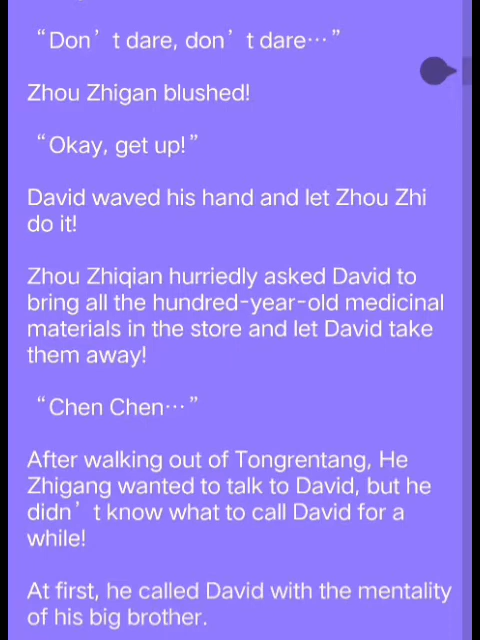 “Don’t dare, don’t dare…”
Zhou Zhigan blushed!
“Okay, get up!”
David waved his hand and let Zhou Zhi
do it!
Zhou Zhiqian hurriedly asked David to
bring all the hundred-year-old medicinal
materials in the store and let David take
them away!
“Chen Chen…”
After walking out of Tongrentang, He
Zhigang wanted to talk to David, but he
didn’t know what to call David for a
while!
At first, he called David with the mentality
of his big brother.